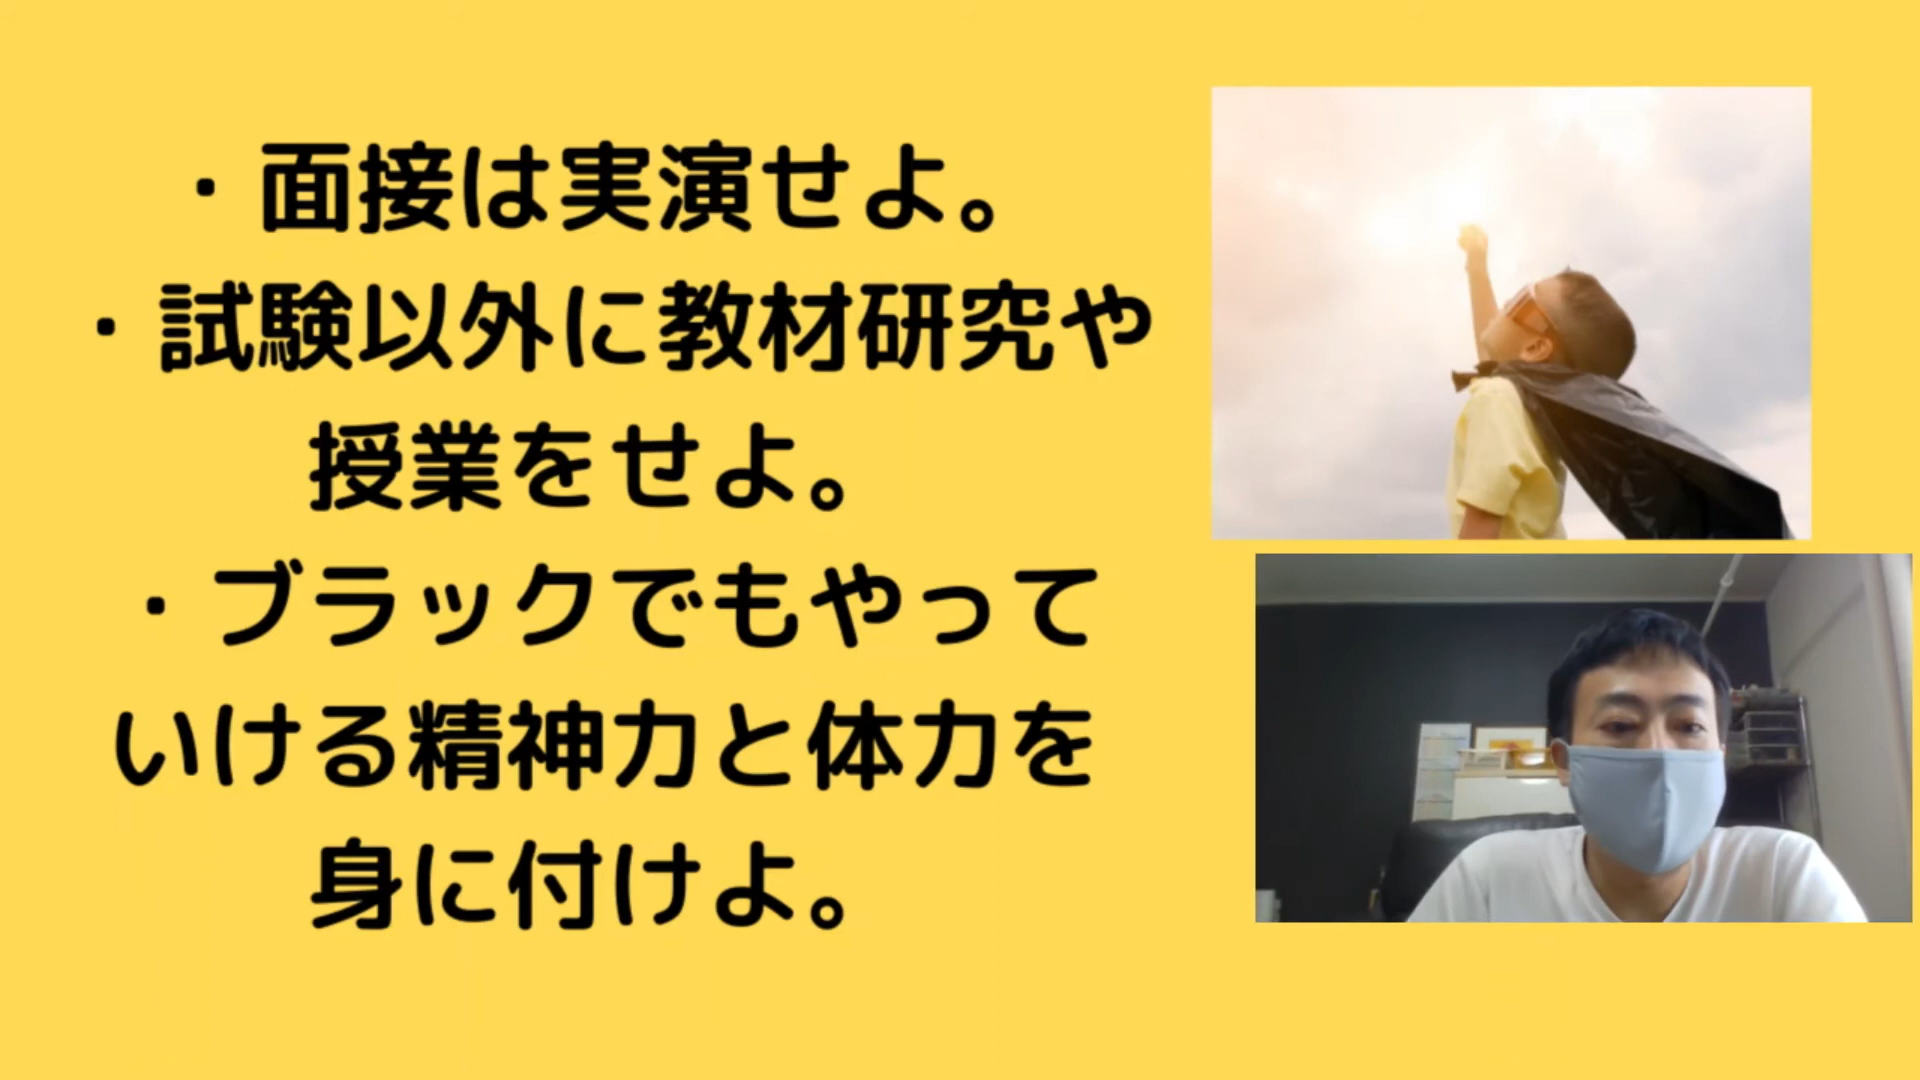 ・面接は実演せよ。
・試験以外に教材研究や
授業をせよ。
・ブラックでもやって
いける精神力と体力を
身に付けよ。